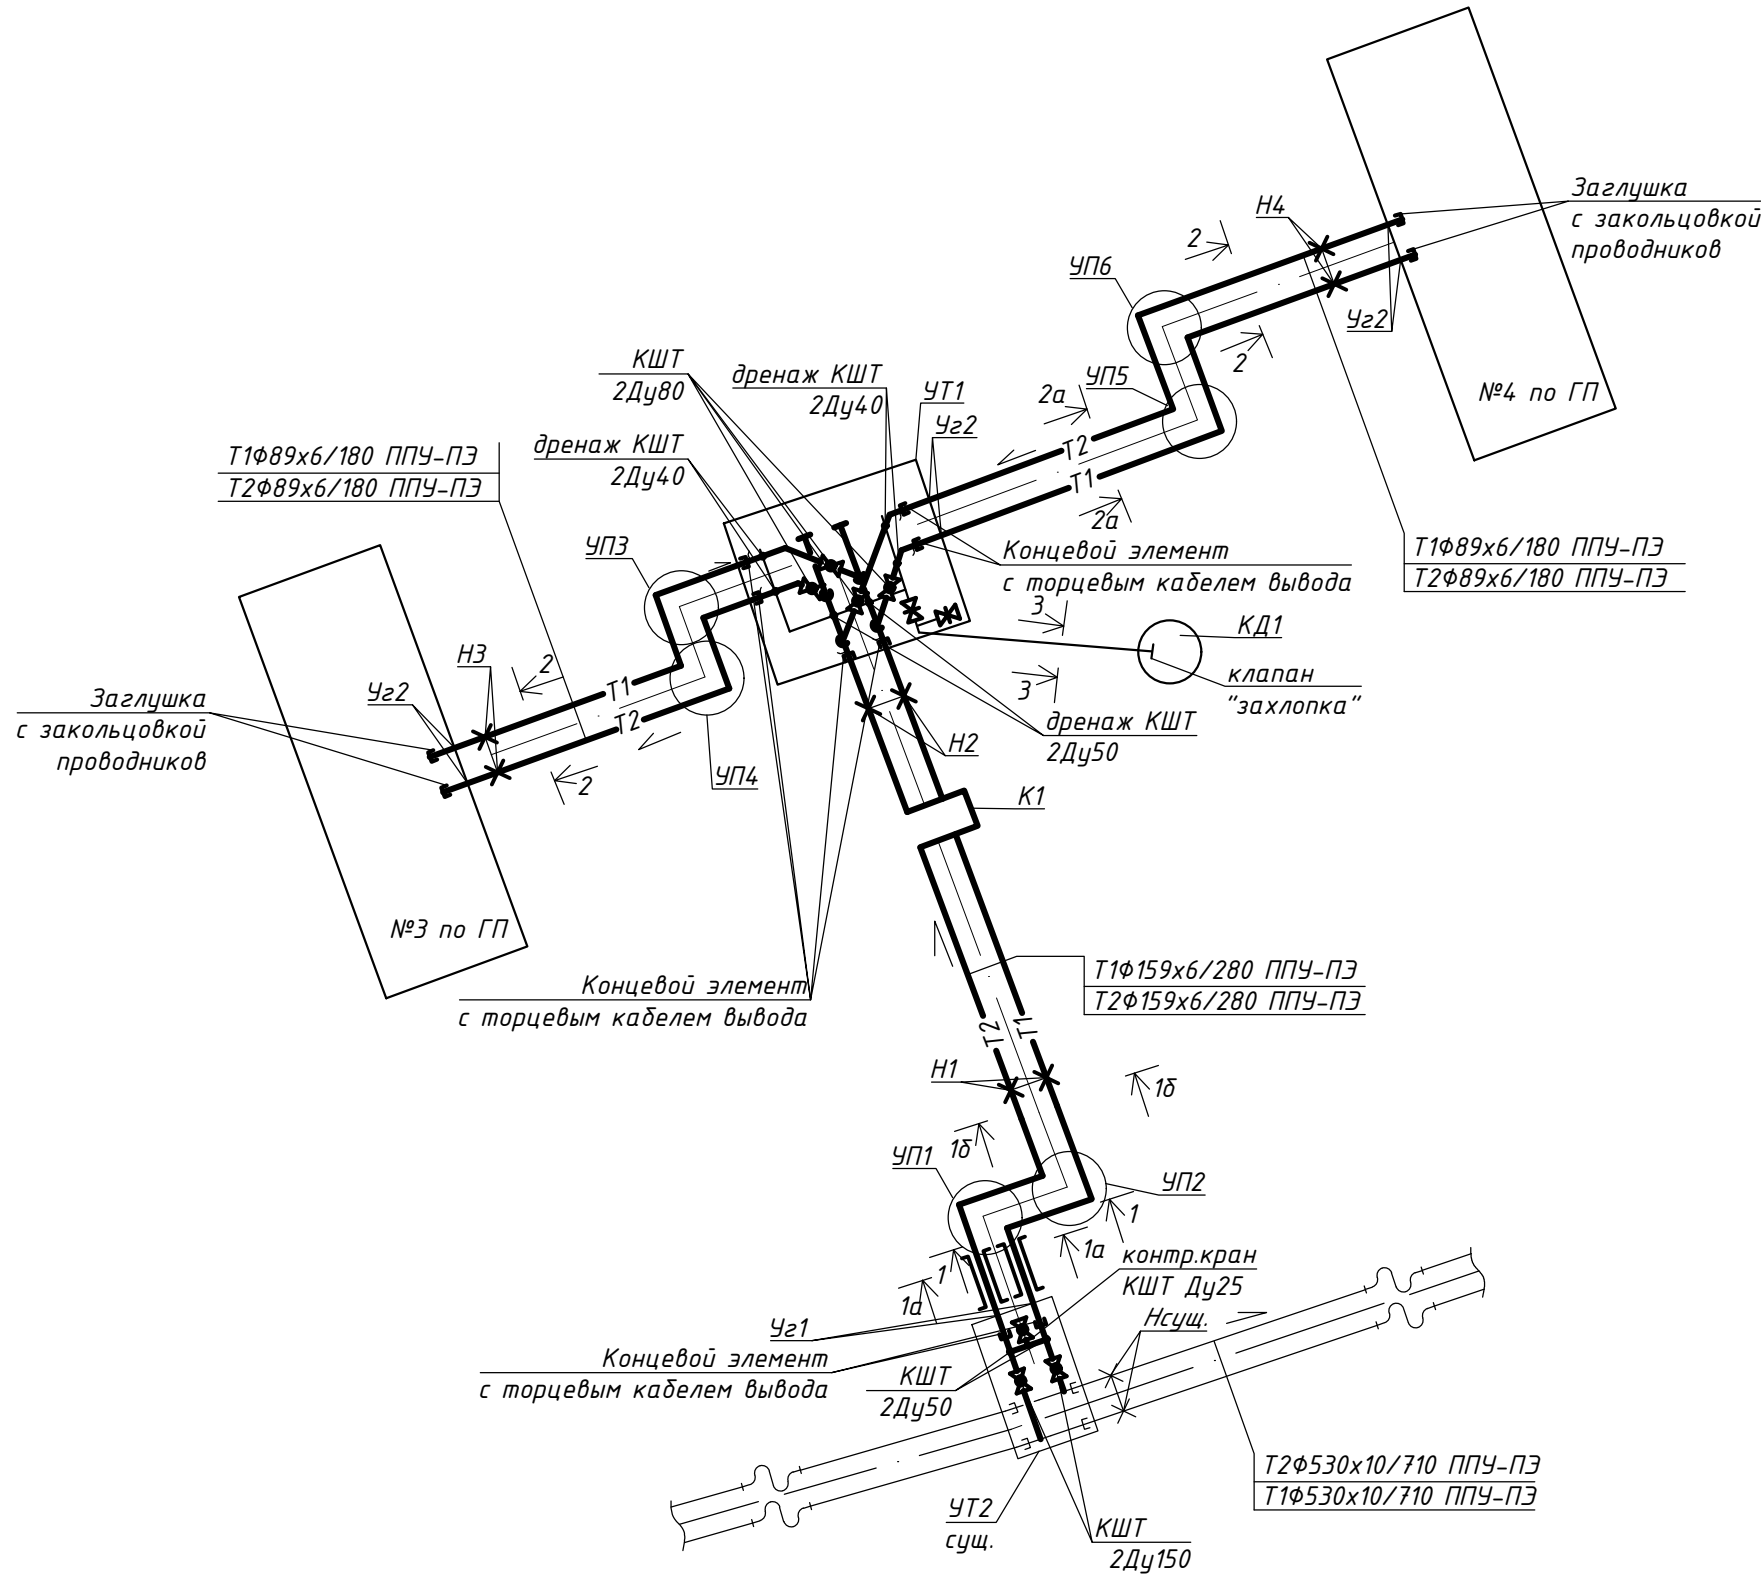 Заглушка
с закольцовкой
проводников
Н4
2
УП6
Уг2
2
№4 по ГП
КШТ
2Ду80
дренаж КШТ
2Ду40
УТ1
УП5
2а
Уг2
Т2
Т1
2а
дренаж КШТ
2Ду40
Т1Ф89х6/180 ППУ-ПЭ
Т2Ф89х6/180 ППУ-ПЭ
УП3
Концевой элемент
с торцевым кабелем вывода
Т1Ф89х6/180 ППУ-ПЭ
Т2Ф89х6/180 ППУ-ПЭ
3
КД1
клапан
"захлопка"
3
Н3
2
Т1
Т2
Уг2
Заглушка
с закольцовкой
проводников
2
УП4
дренаж КШТ
2Ду50
Н2
К1
№3 по ГП
Концевой элемент
с торцевым кабелем вывода
Т1Ф159х6/280 ППУ-ПЭ
Т2Ф159х6/280 ППУ-ПЭ
Т2
Т1
Н1
1б
1б
УП1
УП2
1
1а
1
1а
контр.кран
КШТ Ду25
Нсущ.
Уг1
Концевой элемент
с торцевым кабелем вывода
КШТ
2Ду50
Т2Ф530х10/710 ППУ-ПЭ
Т1Ф530х10/710 ППУ-ПЭ
УТ2
сущ.
КШТ
2Ду150